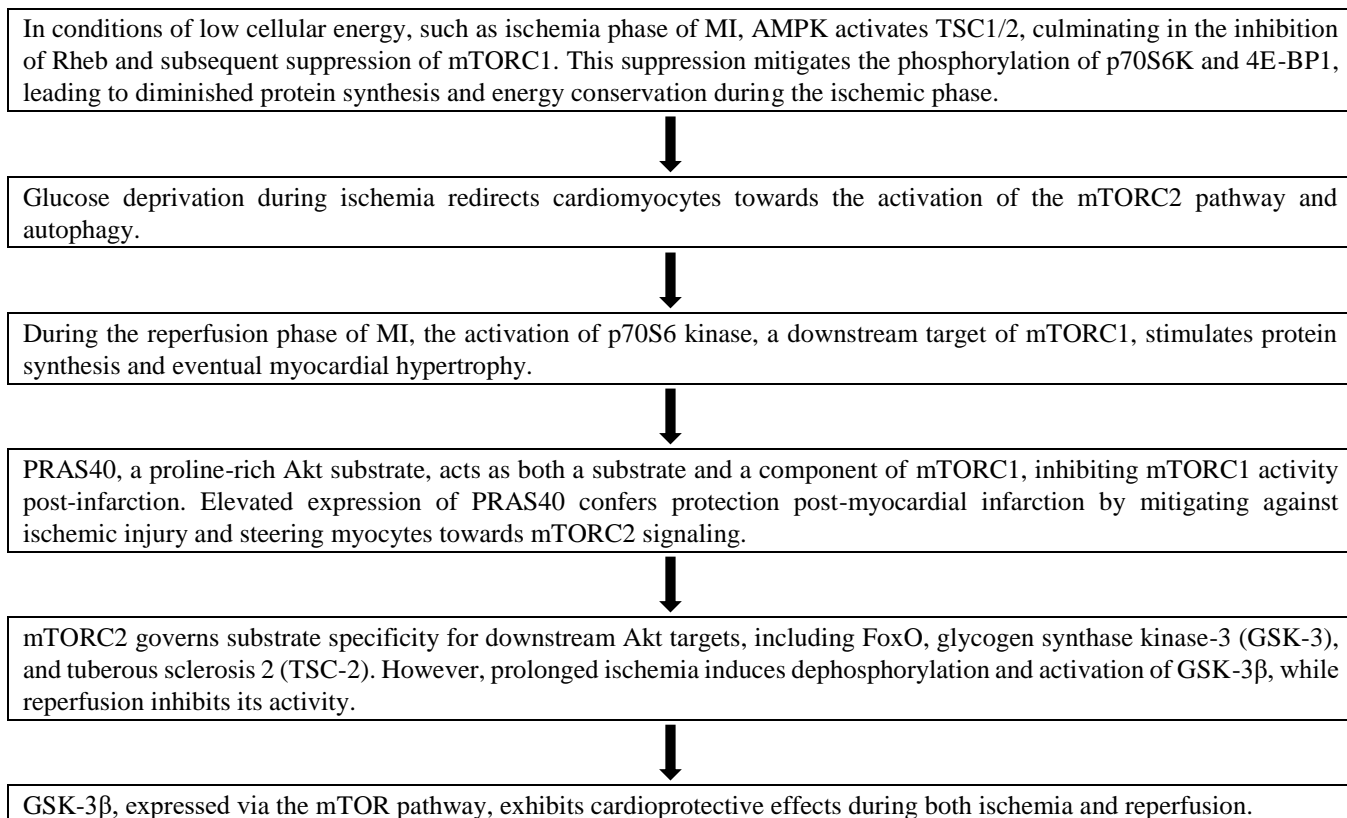 In conditions of low cellular energy, such as ischemia phase of MI, AMPK activates TSC1/2, culminating in the inhibition
of Rheb and subsequent suppression of mTORC1. This suppression mitigates the phosphorylation of p70S6K and 4E-BP1,
leading to diminished protein synthesis and energy conservation during the ischemic phase.
Glucose deprivation during ischemia redirects cardiomyocytes towards the activation of the mTORC2 pathway and
autophagy.
During the reperfusion phase of MI, the activation of p70S6 kinase, a downstream target of mTORC1, stimulates protein
synthesis and eventual myocardial hypertrophy.
PRAS40, a proline-rich Akt substrate, acts as both a substrate and a component of mTORC1, inhibiting mTORC1 activity
post-infarction. Elevated expression of PRAS40 confers protection post-myocardial infarction by mitigating against
ischemic injury and steering myocytes towards mTORC2 signaling.
mTORC2 governs substrate specificity for downstream Akt targets, including FoxO, glycogen synthase kinase-3 (GSK-3),
and tuberous sclerosis 2 (TSC-2). However, prolonged ischemia induces dephosphorylation and activation of GSK-3β, while
reperfusion inhibits its activity.
GSK-3β, expressed via the mTOR pathway, exhibits cardioprotective effects during both ischemia and reperfusion.